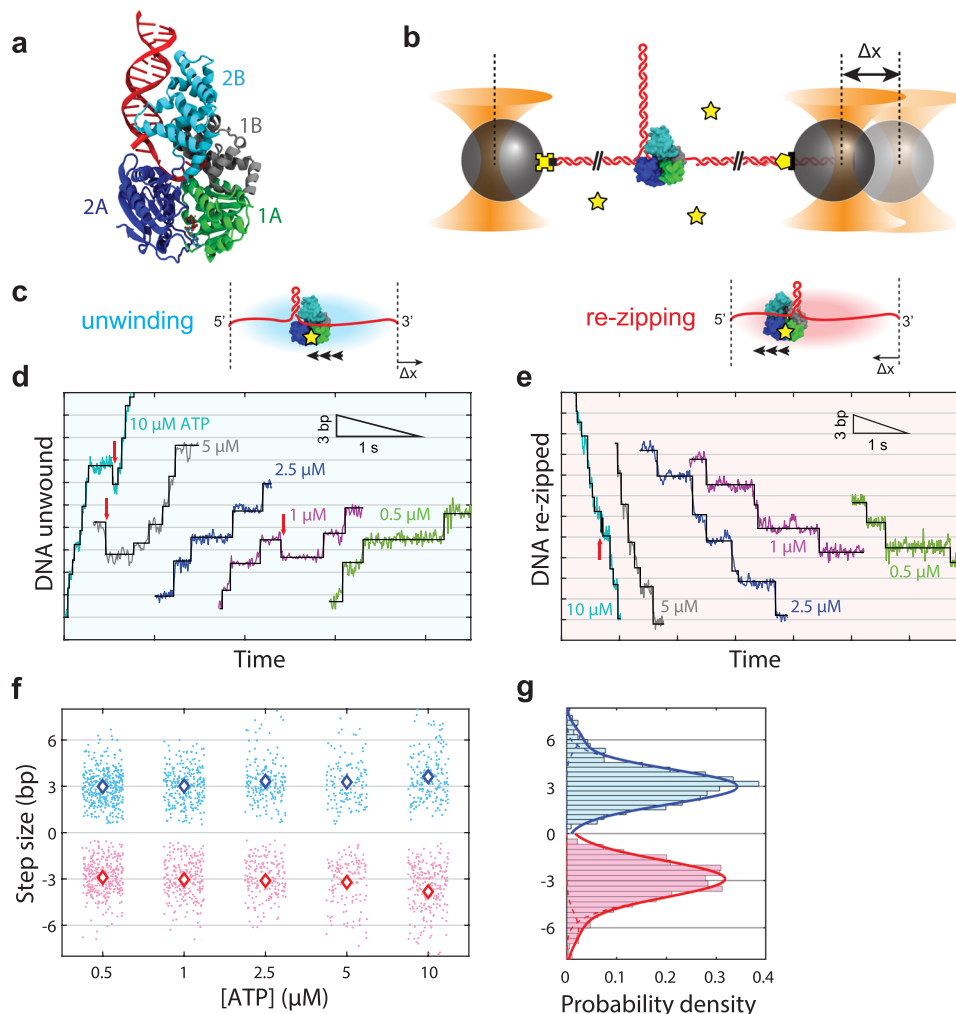 a
2B
1B
2A
1A
b
Δx
c
unwinding
5'
3'
Δx
re-zipping
5'
3'
Δx
d
DNA unwound
10 μM ATP
5 μM
2.5 μM
1 μM
0.5 μM
3 bp
1 s
Time
e
DNA re-zipped
3 bp
1 s
10 μM
5 μM
2.5 μM
1 μM
0.5 μM
Time
f
Step size (bp)
6
3
0
-3
-6
0.5
1
2.5
5
10
[ATP] (μM)
g
6
3
0
-3
-6
0
0.1
0.2
0.3
0.4
Probability density